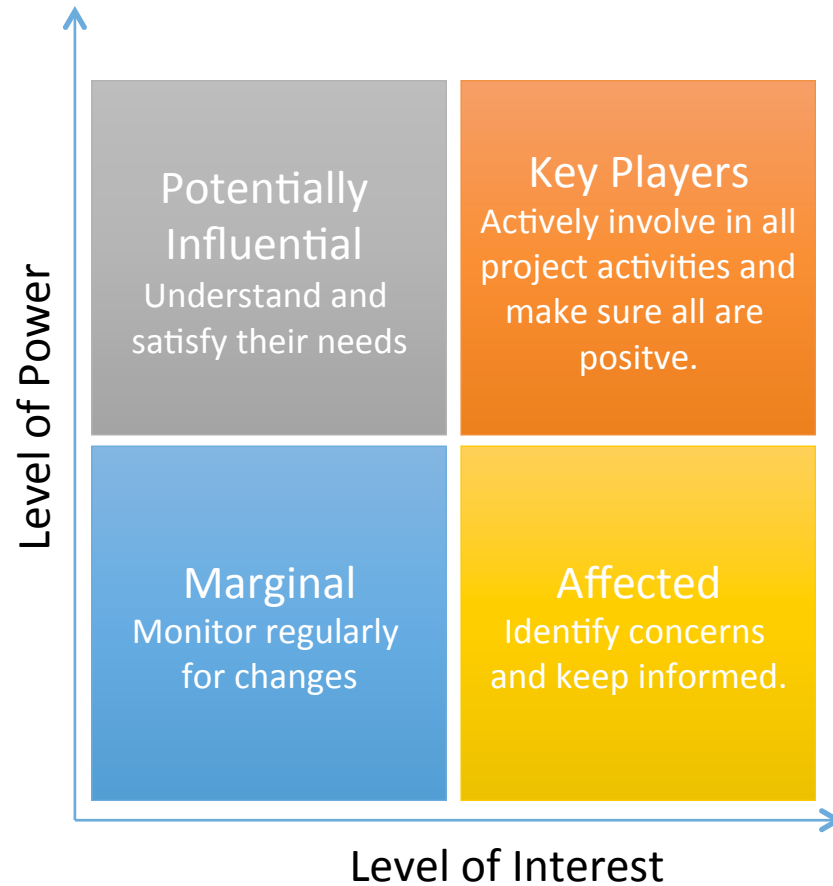 Level of Power
Potentially
Influential
Understand and
satisfy their needs
Key Players
Actively involve in all
project activities and
make sure all are
positve.
Marginal
Monitor regularly
for changes
Affected
Identify concerns
and keep informed.
Level of Interest